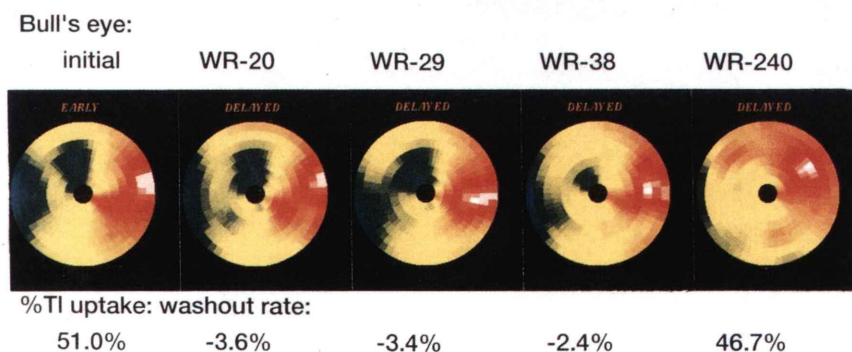 Bull's eye:
initial WR-20 WR-29 WR-38 WR-240
EARLY DELAYED DELAYED DELAYED DELAYED
%Tl uptake: washout rate:
51.0% -3.6% -3.4% -2.4% 46.7%